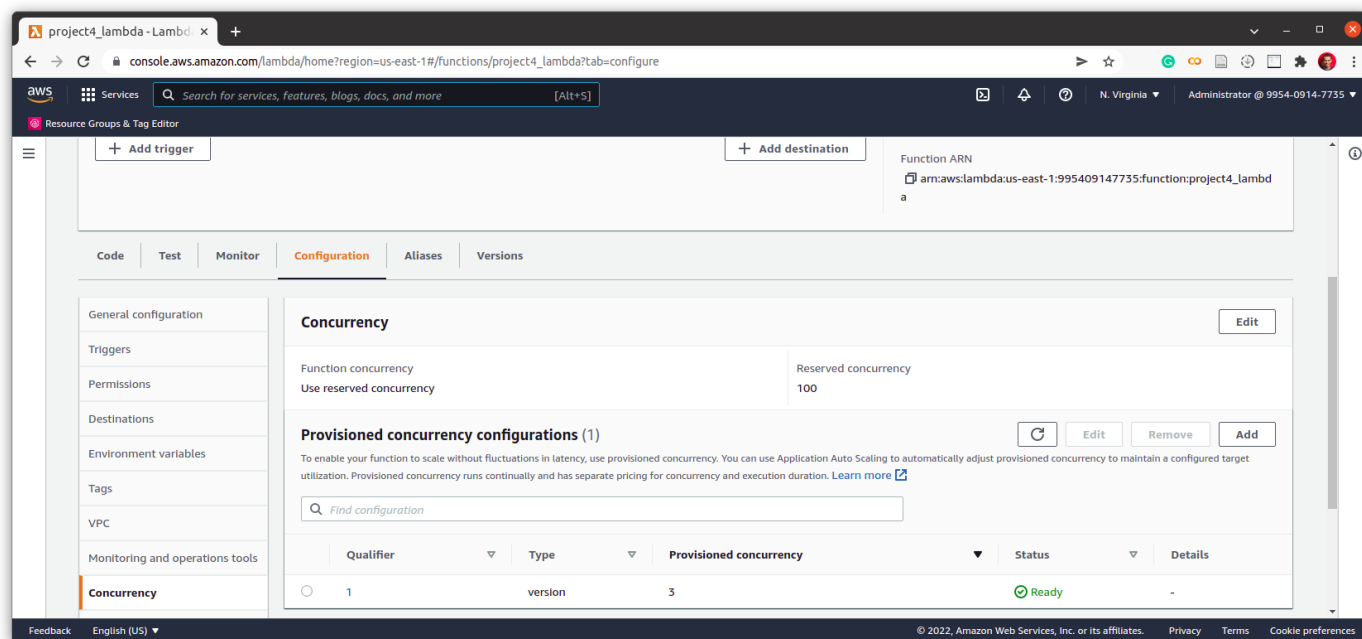 project4_lambda - Lambd
console.aws.amazon.com/lambda/home?region=us-east-1#/functions/project4_lambda?tab=configure
aws
Services
Search for services, features, blogs, docs, and more
[Alt+S]
N. Virginia
Administrator @ 9954-0914-7735
Resource Groups & Tag Editor
Add trigger
Add destination
Function ARN
arn:aws:lambda:us-east-1:995409147735:function:project4_lambd
a
Code
Test
Monitor
Configuration
Aliases
Versions
General configuration
Triggers
Permissions
Destinations
Environment variables
Tags
VPC
Monitoring and operations tools
Concurrency
Concurrency
Edit
Function concurrency
Use reserved concurrency
Reserved concurrency
100
Provisioned concurrency configurations (1)
Edit
Remove
Add
To enable your function to scale without fluctuations in latency, use provisioned concurrency. You can use Application Auto Scaling to automatically adjust provisioned concurrency to maintain a configured target
utilization. Provisioned concurrency runs continually and has separate pricing for concurrency and execution duration. Learn more
Find configuration
Qualifier
Type
Provisioned concurrency
Status
Details
1
version
3
Ready
-
Feedback
English (US)
© 2022, Amazon Web Services, Inc. or its affiliates.
Privacy
Terms
Cookie preferences